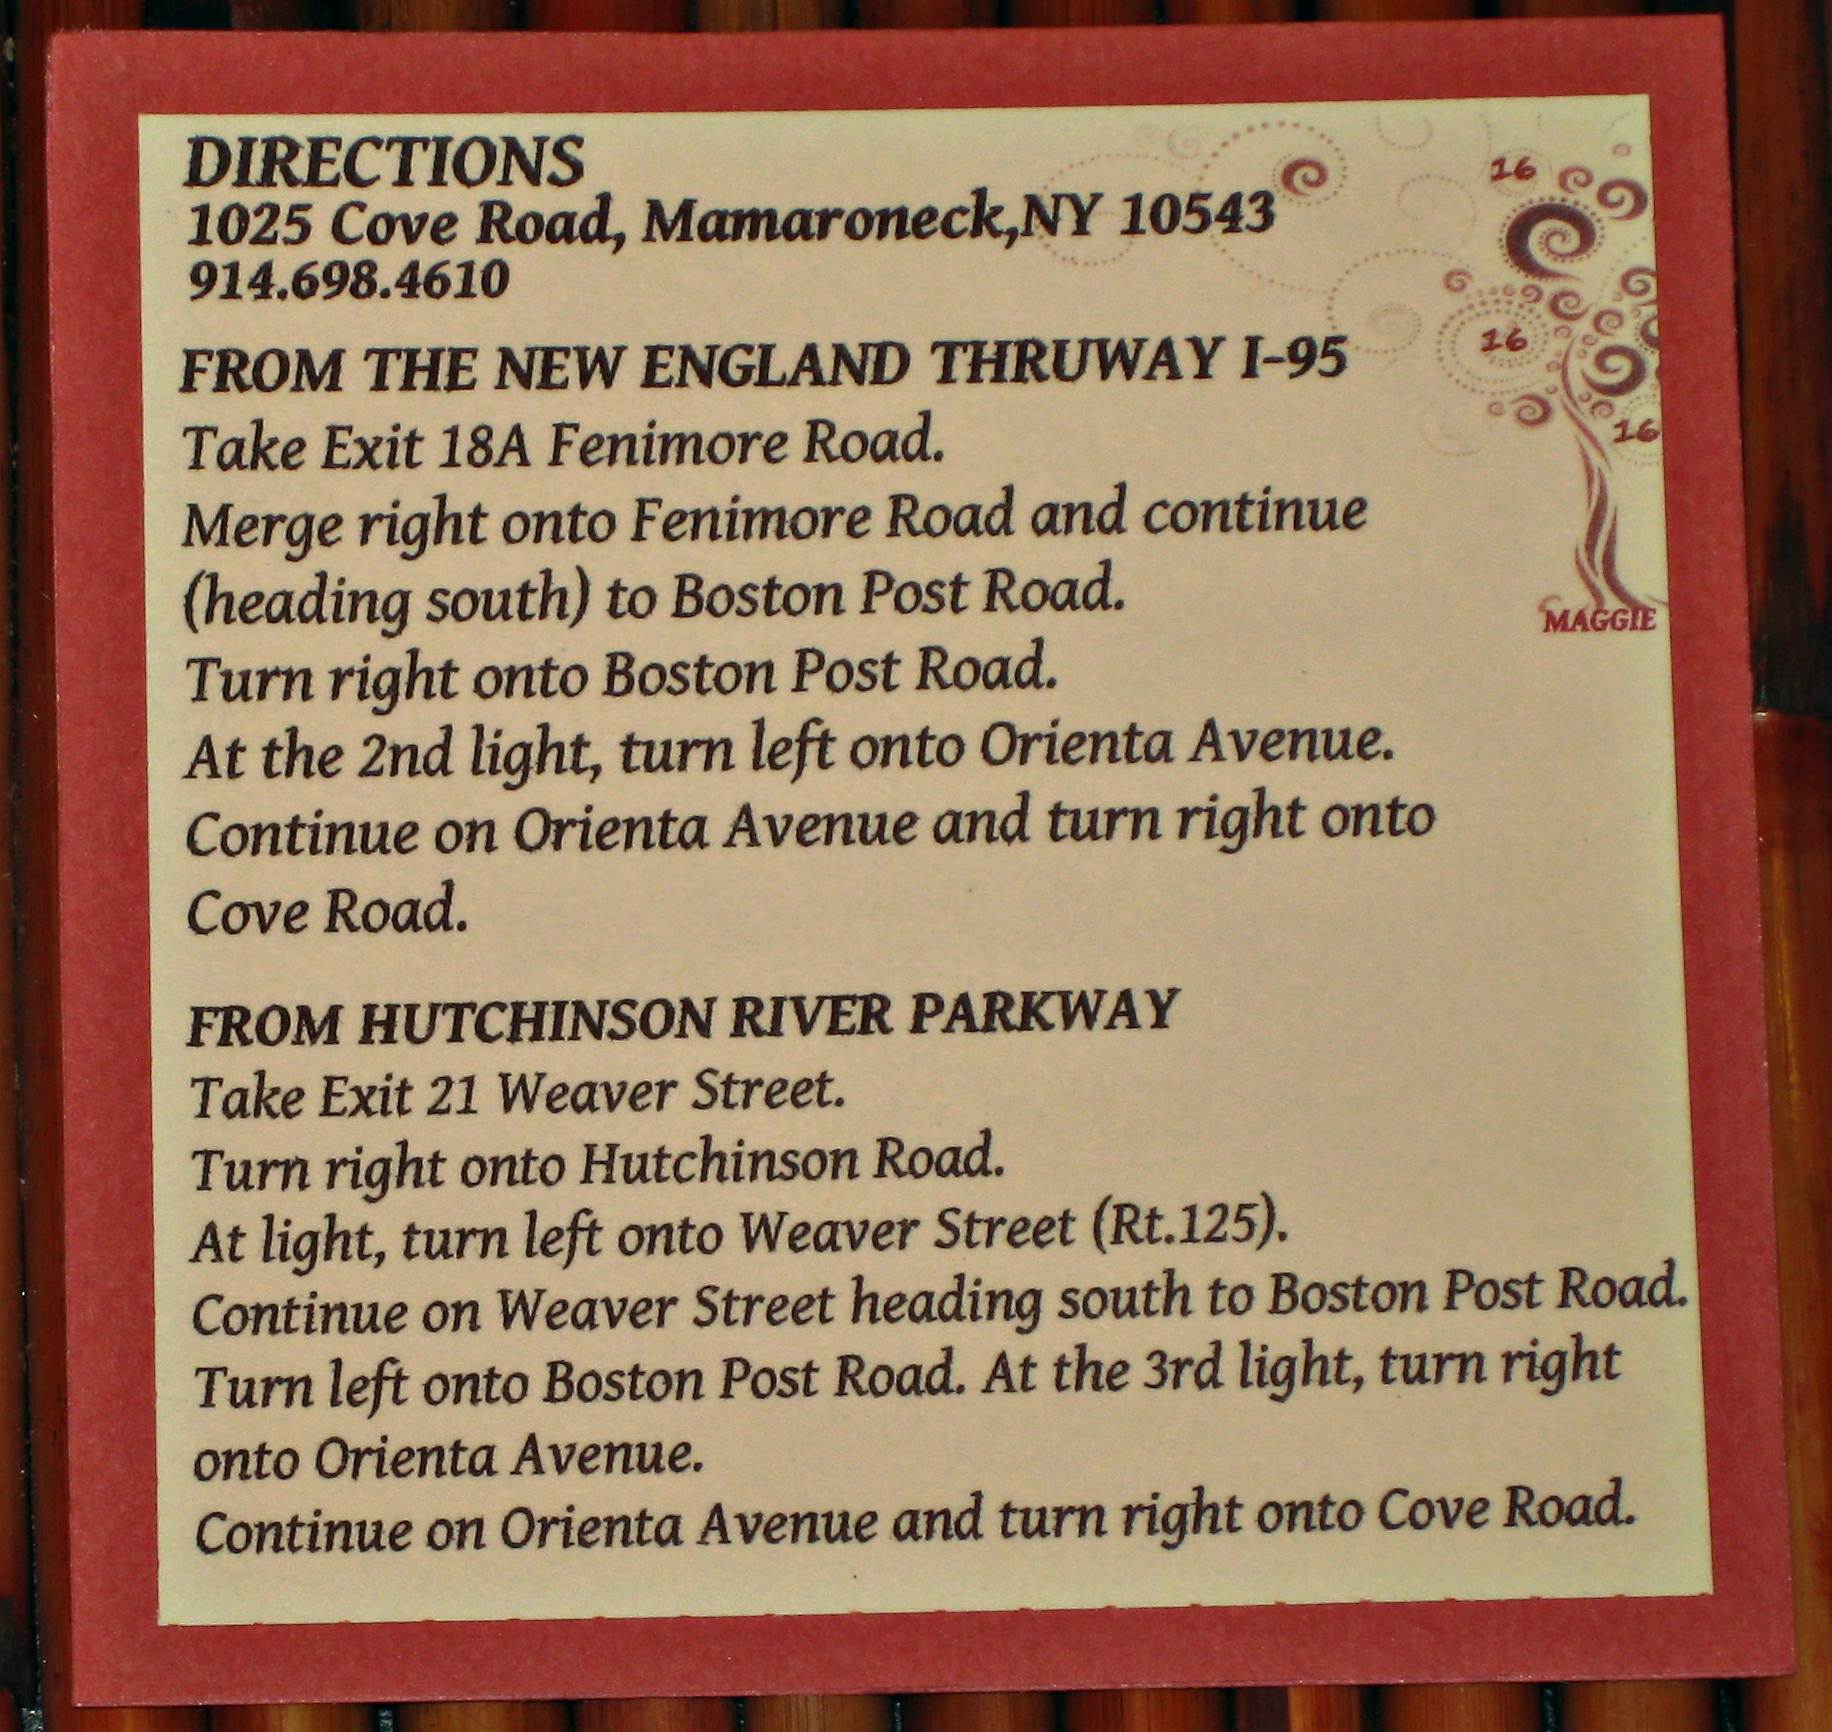 DIRECTIONS
1025 Cove Road, Mamaroneck,NY 10543
914.698.4610
FROM THE NEW ENGLAND THRUWAY I-95
Take Exit 18A Fenimore Road.
Merge right onto Fenimore Road and continue
(heading south) to Boston Post Road.
Turn right onto Boston Post Road.
At the 2nd light, turn left onto Orienta Avenue.
Continue on Orienta Avenue and turn right onto
Cove Road.
FROM HUTCHINSON RIVER PARKWAY
Take Exit 21 Weaver Street.
Turn right onto Hutchinson Road.
At light, turn left onto Weaver Street (Rt.125).
Continue on Weaver Street heading south to Boston Post Road.
Turn left onto Boston Post Road. At the 3rd light, turn right
onto Orienta Avenue.
Continue on Orienta Avenue and turn right onto Cove Road.
16
16
16
MAGGIE